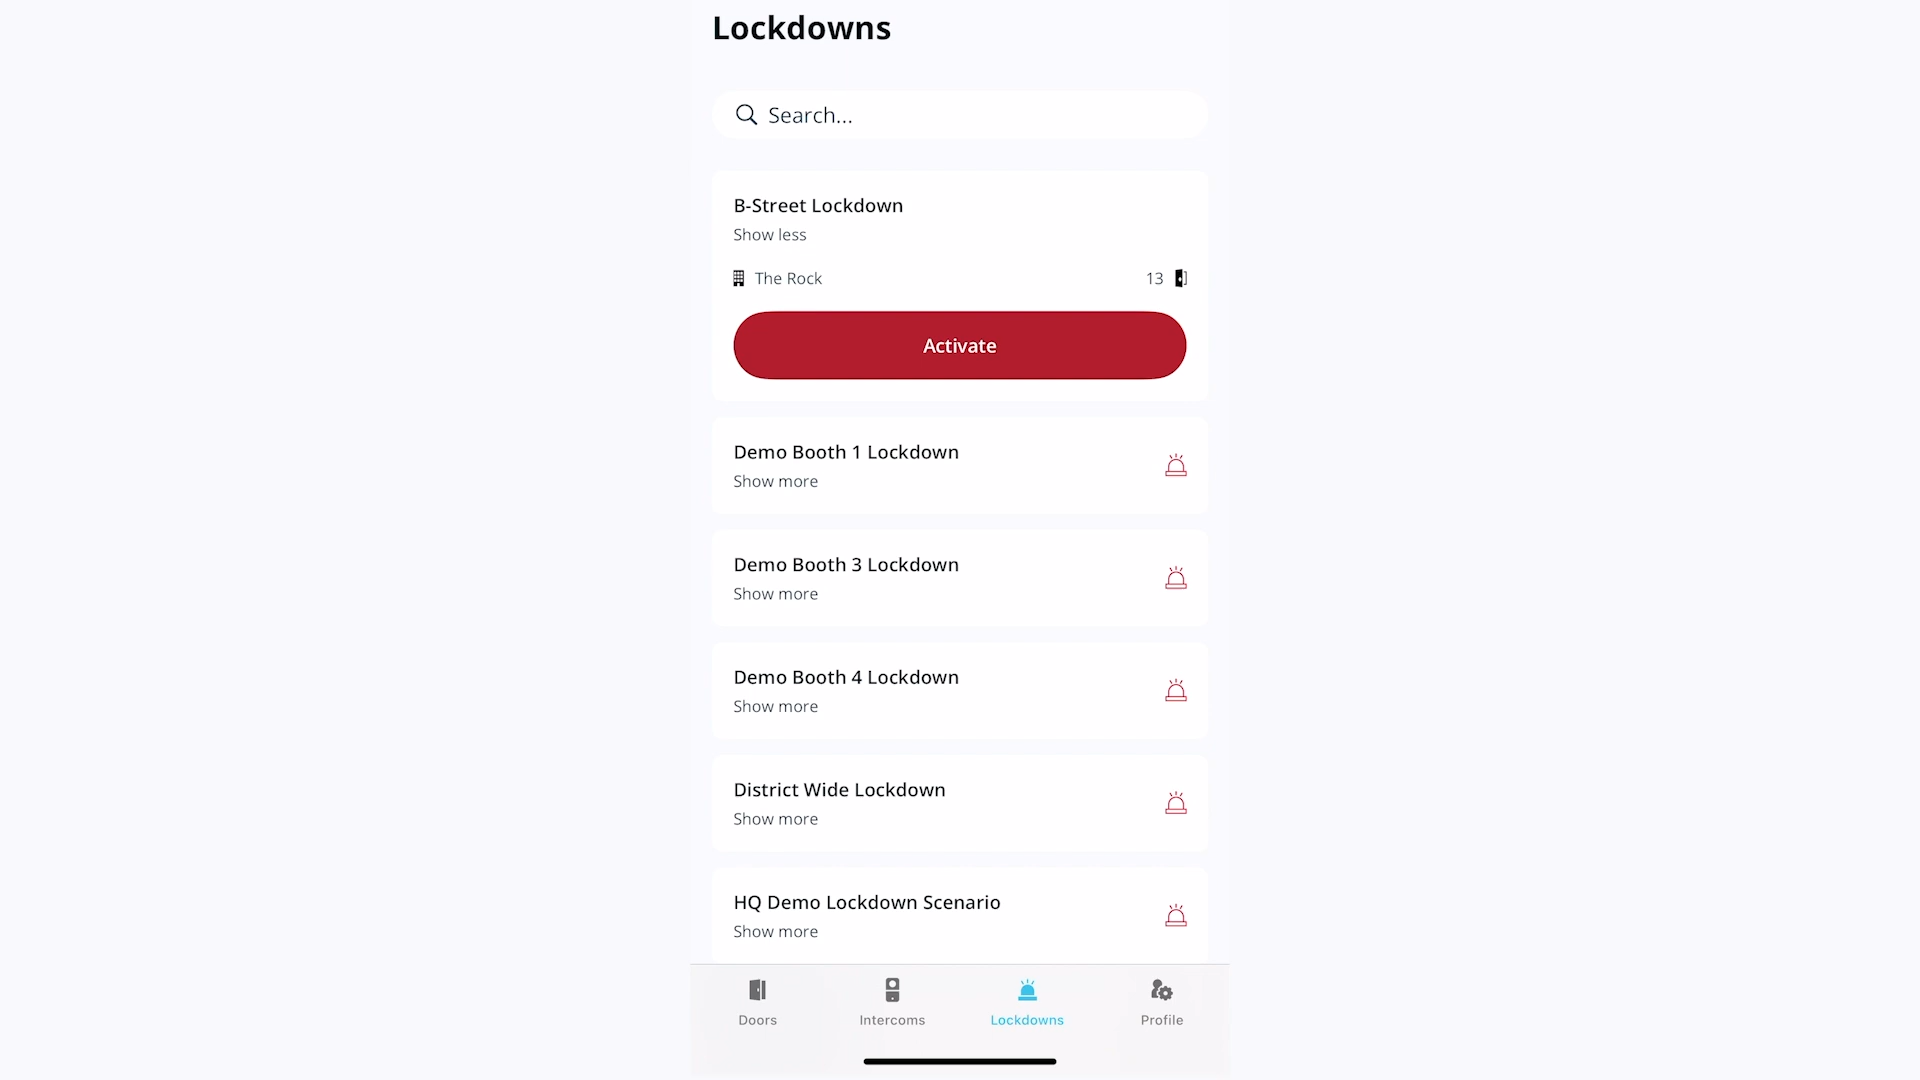 Lockdowns
Search...
B-Street Lockdown
Show less
The Rock 13
Activate
Demo Booth 1 Lockdown
Show more
Demo Booth 3 Lockdown
Show more
Demo Booth 4 Lockdown
Show more
District Wide Lockdown
Show more
HQ Demo Lockdown Scenario
Show more
Doors Intercoms Lockdowns Profile